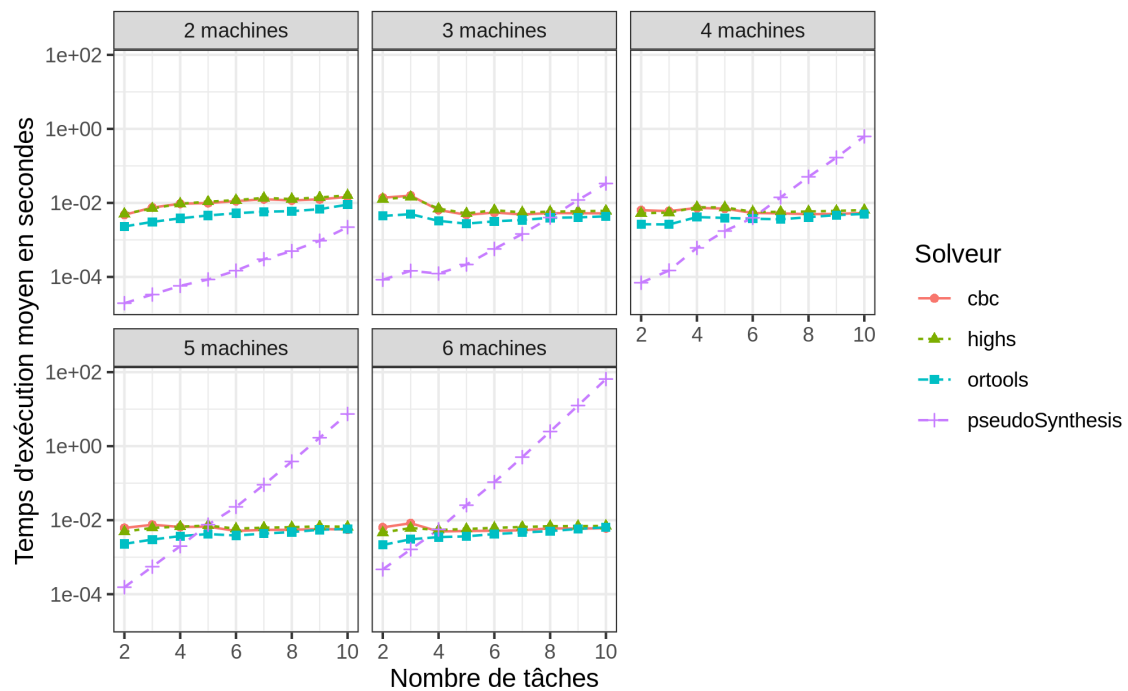 2 machines
3 machines
4 machines
1e+02
1e+00
1e-02
1e-04
2 4 6 8 10
5 machines
6 machines
1e+02
1e+00
1e-02
1e-04
2 4 6 8 10
2 4 6 8 10
Nombre de tâches
Temps d'exécution moyen en secondes
Solveur
cbc
highs
ortools
pseudoSynthesis